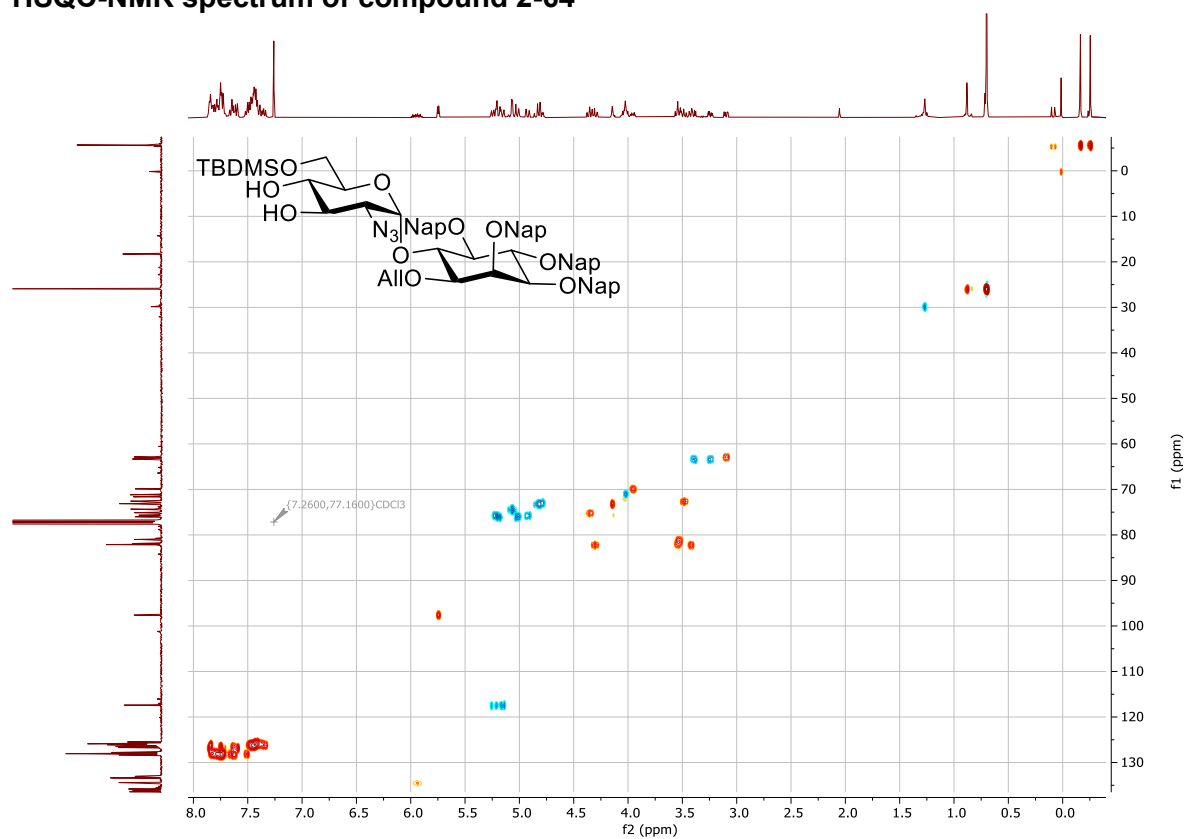 HSQC-NMR spectrum of compound 2-64
TBDMSO
HO
O
HO
N3
NapO
ONap
O
ONap
AllO
ONap
{7.2600,77.1600}CDCl3
0
10
20
30
40
50
60
70
80
90
100
110
120
130
f1 (ppm)
8.0 7.5 7.0 6.5 6.0 5.5 5.0 4.5 4.0 3.5 3.0 2.5 2.0 1.5 1.0 0.5 0.0
f2 (ppm)